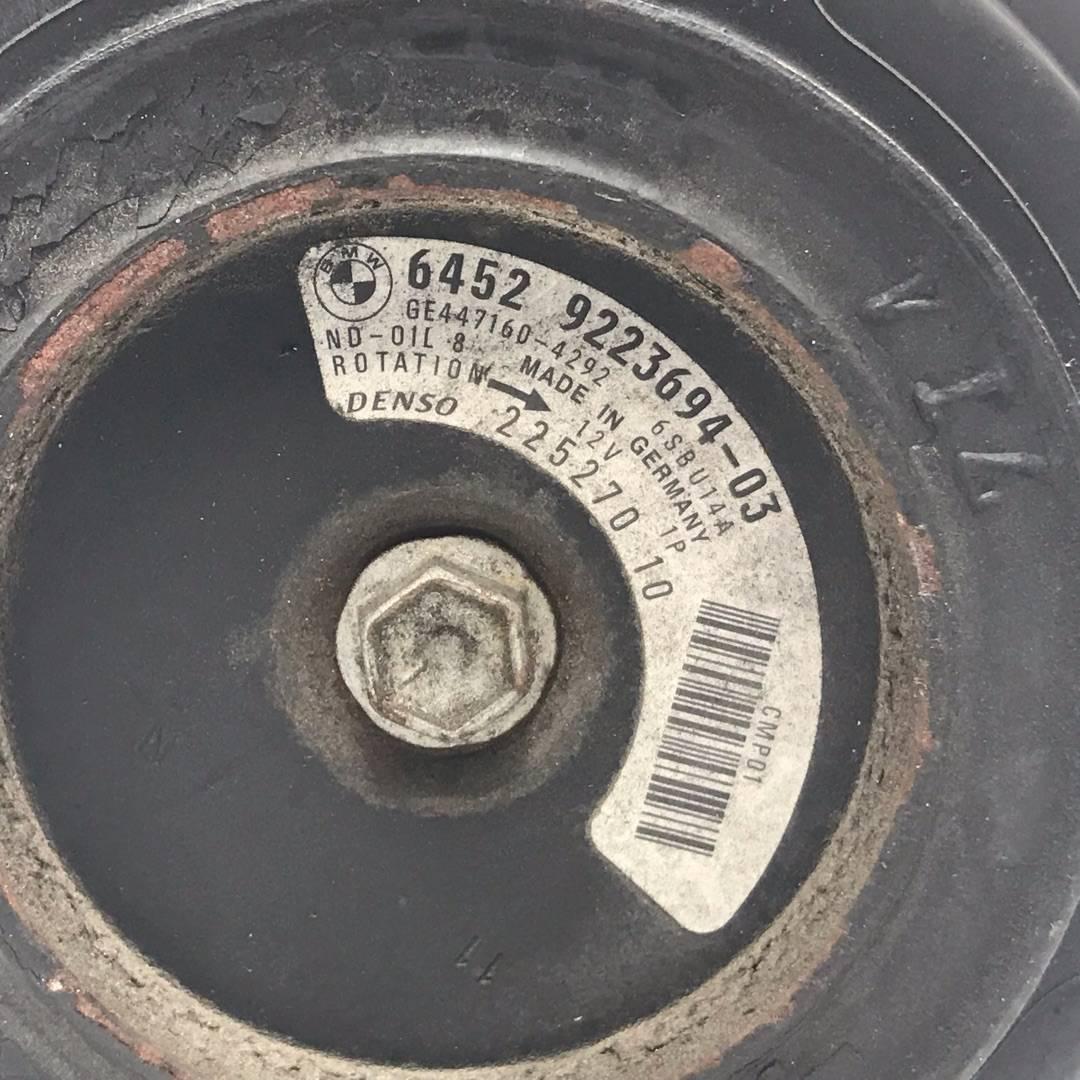 BMW
6452 9223694-03
GE447160-4292 6SBU14A
ND-OIL 8 MADE IN GERMANY
ROTATION 12V 1P
DENSO 225270 10
CMP01
11